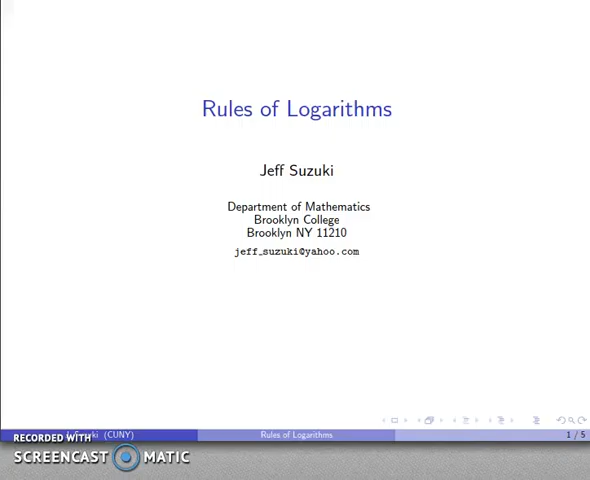 Rules of Logarithms
Jeff Suzuki
Department of Mathematics
Brooklyn College
Brooklyn NY 11210
jeff_suzuki@yahoo.com
(CUNY)
Rules of Logarithms
1 / 5
RECORDED WITH
SCREENCAST MATIC